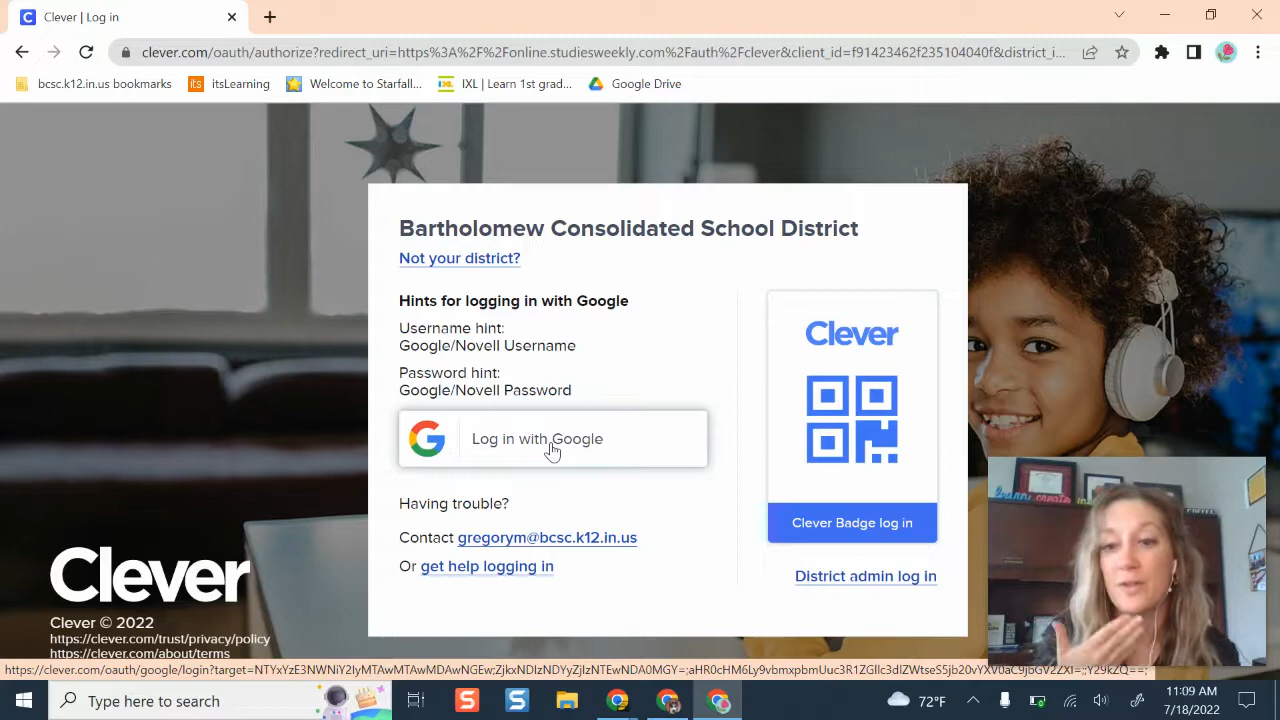 Clever | Log in
clever.com/oauth/authorize?redirect_uri=https%3A%2F%2Fonline.studiesweekly.com%2Fauth%2Fclever&client_id=f91423462f235104040f&district_i...
bcsc.k12.in.us bookmarks
its
itsLearning
Welcome to Starfall...
IXL | Learn 1st grad...
Google Drive
Bartholomew Consolidated School District
Not your district?
Hints for logging in with Google
Username hint:
Google/Novell Username
Password hint:
Google/Novell Password
Log in with Google
Having trouble?
Contact gregorym@bcsc.k12.in.us
Or get help logging in
Clever
Clever Badge log in
District admin log in
Clever
Clever © 2022
https://clever.com/trust/privacy/policy
https://clever.com/about/terms
Type here to search
72°F
11:09 AM
7/18/2022